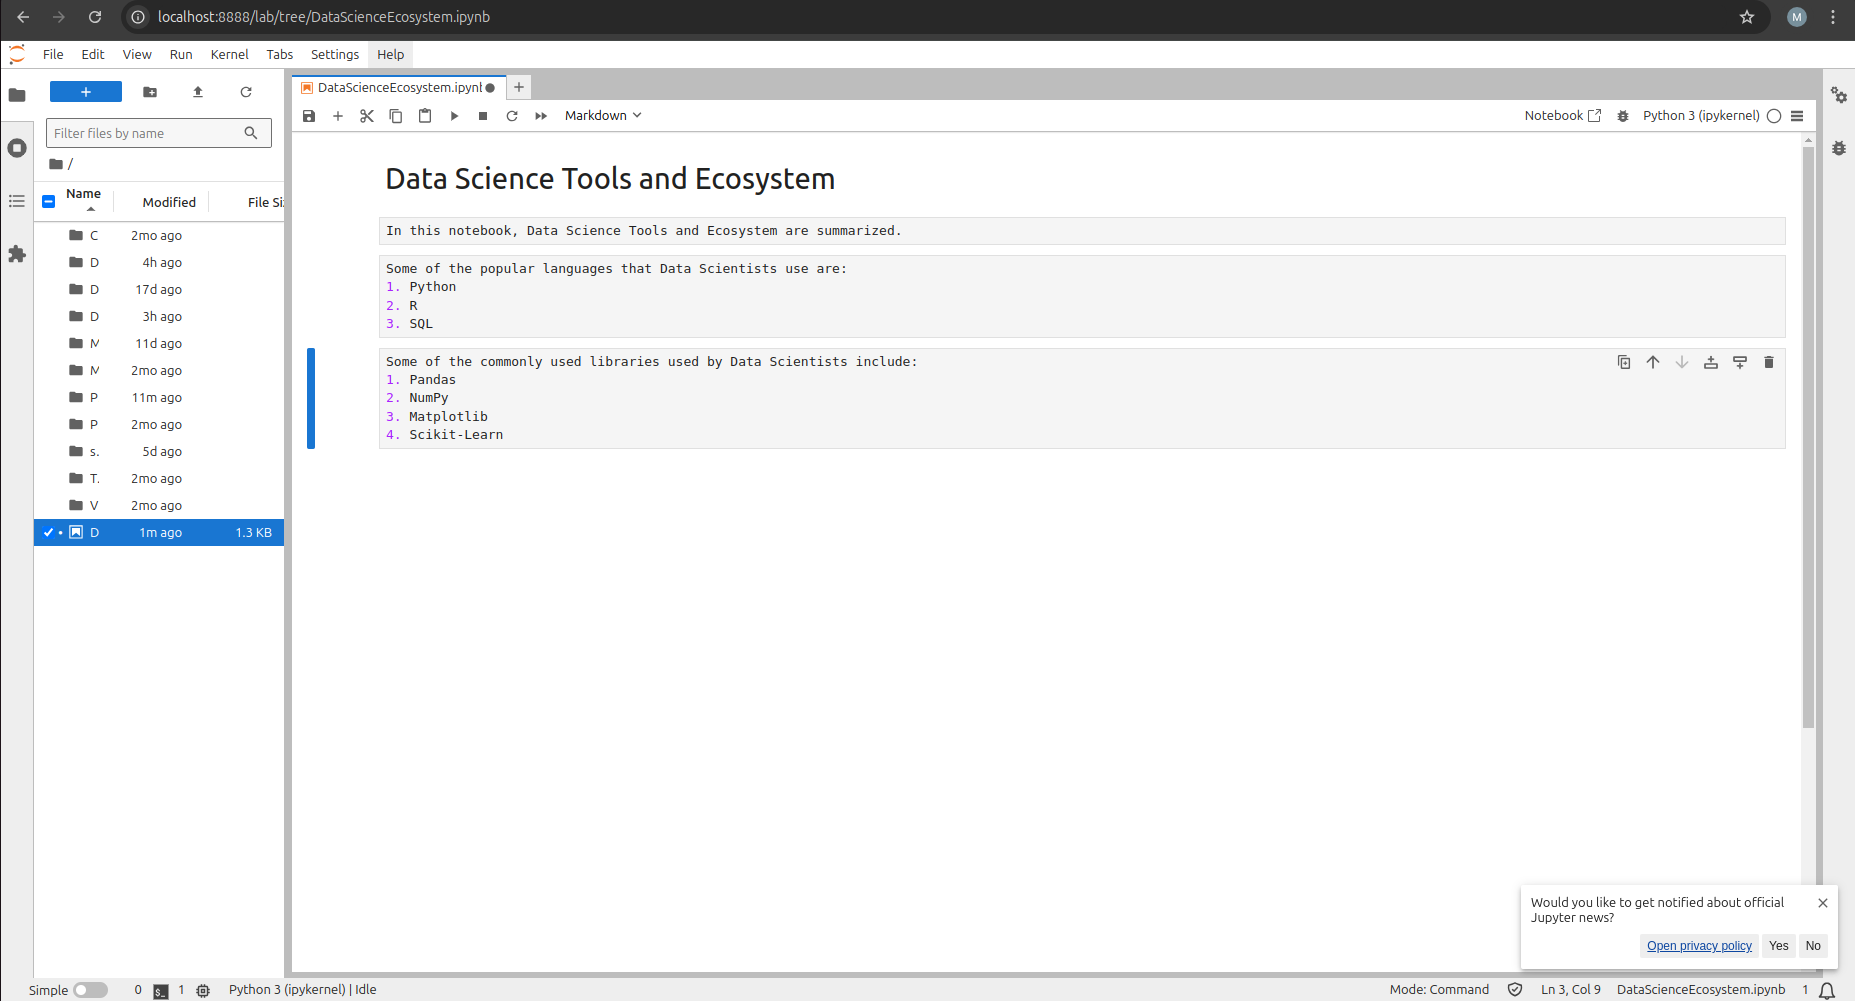 localhost:8888/lab/tree/DataScienceEcosystem.ipynb
M
File Edit View Run Kernel Tabs Settings Help
DataScienceEcosystem.ipynl
Filter files by name
Markdown
Notebook
Python 3 (ipykernel)
/
Name Modified File Si
C 2mo ago
D 4h ago
D 17d ago
D 3h ago
M 11d ago
M 2mo ago
P 11m ago
P 2mo ago
s. 5d ago
T. 2mo ago
V 2mo ago
D 1m ago 1.3 KB
Data Science Tools and Ecosystem
In this notebook, Data Science Tools and Ecosystem are summarized.
Some of the popular languages that Data Scientists use are:
1. Python
2. R
3. SQL
Some of the commonly used libraries used by Data Scientists include:
1. Pandas
2. NumPy
3. Matplotlib
4. Scikit-Learn
Would you like to get notified about official
Jupyter news?
Open privacy policy Yes No
Simple 0 $_ 1 Python 3 (ipykernel) | Idle Mode: Command Ln 3, Col 9 DataScienceEcosystem.ipynb 1